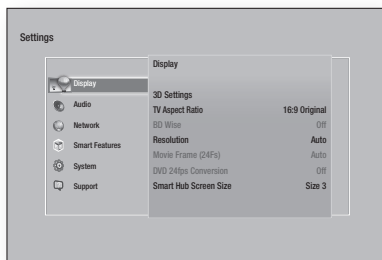 Settings
Display
Audio
Network
Smart Features
System
Support
Display
3D Settings
TV Aspect Ratio 16:9 Original
BD Wise Off
Resolution Auto
Movie Frame (24Fs) Auto
DVD 24fps Conversion Off
Smart Hub Screen Size Size 3